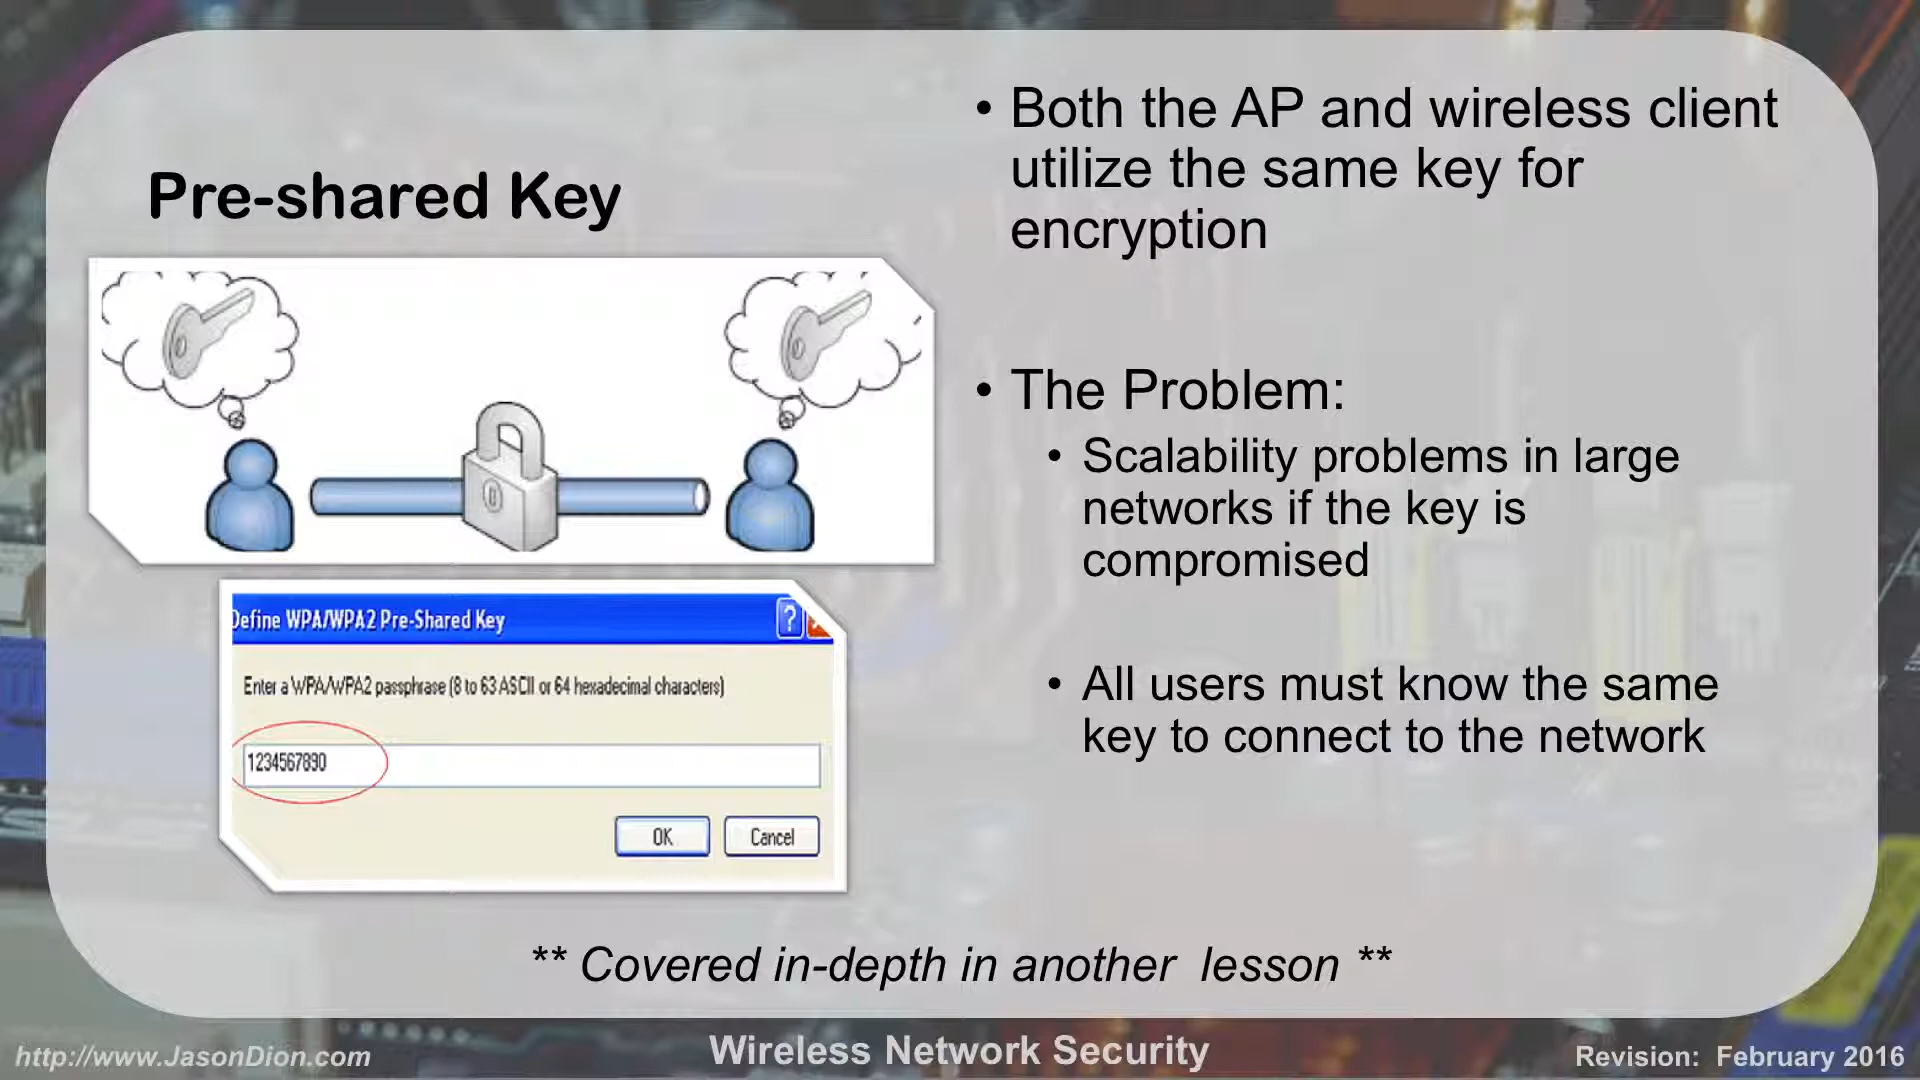 Pre-shared Key
Define WPA/WPA2 Pre-Shared Key
Enter a WPA/WPA2 passphrase (8 to 63 ASCII or 64 hexadecimal characters)
1234567890
OK
Cancel
• Both the AP and wireless client
utilize the same key for
encryption
• The Problem:
• Scalability problems in large
networks if the key is
compromised
• All users must know the same
key to connect to the network
** Covered in-depth in another lesson **
http://www.JasonDion.com
Wireless Network Security
Revision: February 2016